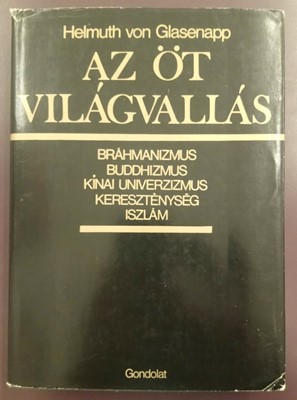 Helmuth von Glasenapp
AZ ÖT
VILÁGVALLÁS
BRÁHMANIZMUS
BUDDHIZMUS
KÍNAI UNIVERZIZMUS
KERESZTÉNYSÉG
ISZLÁM
Gondolat